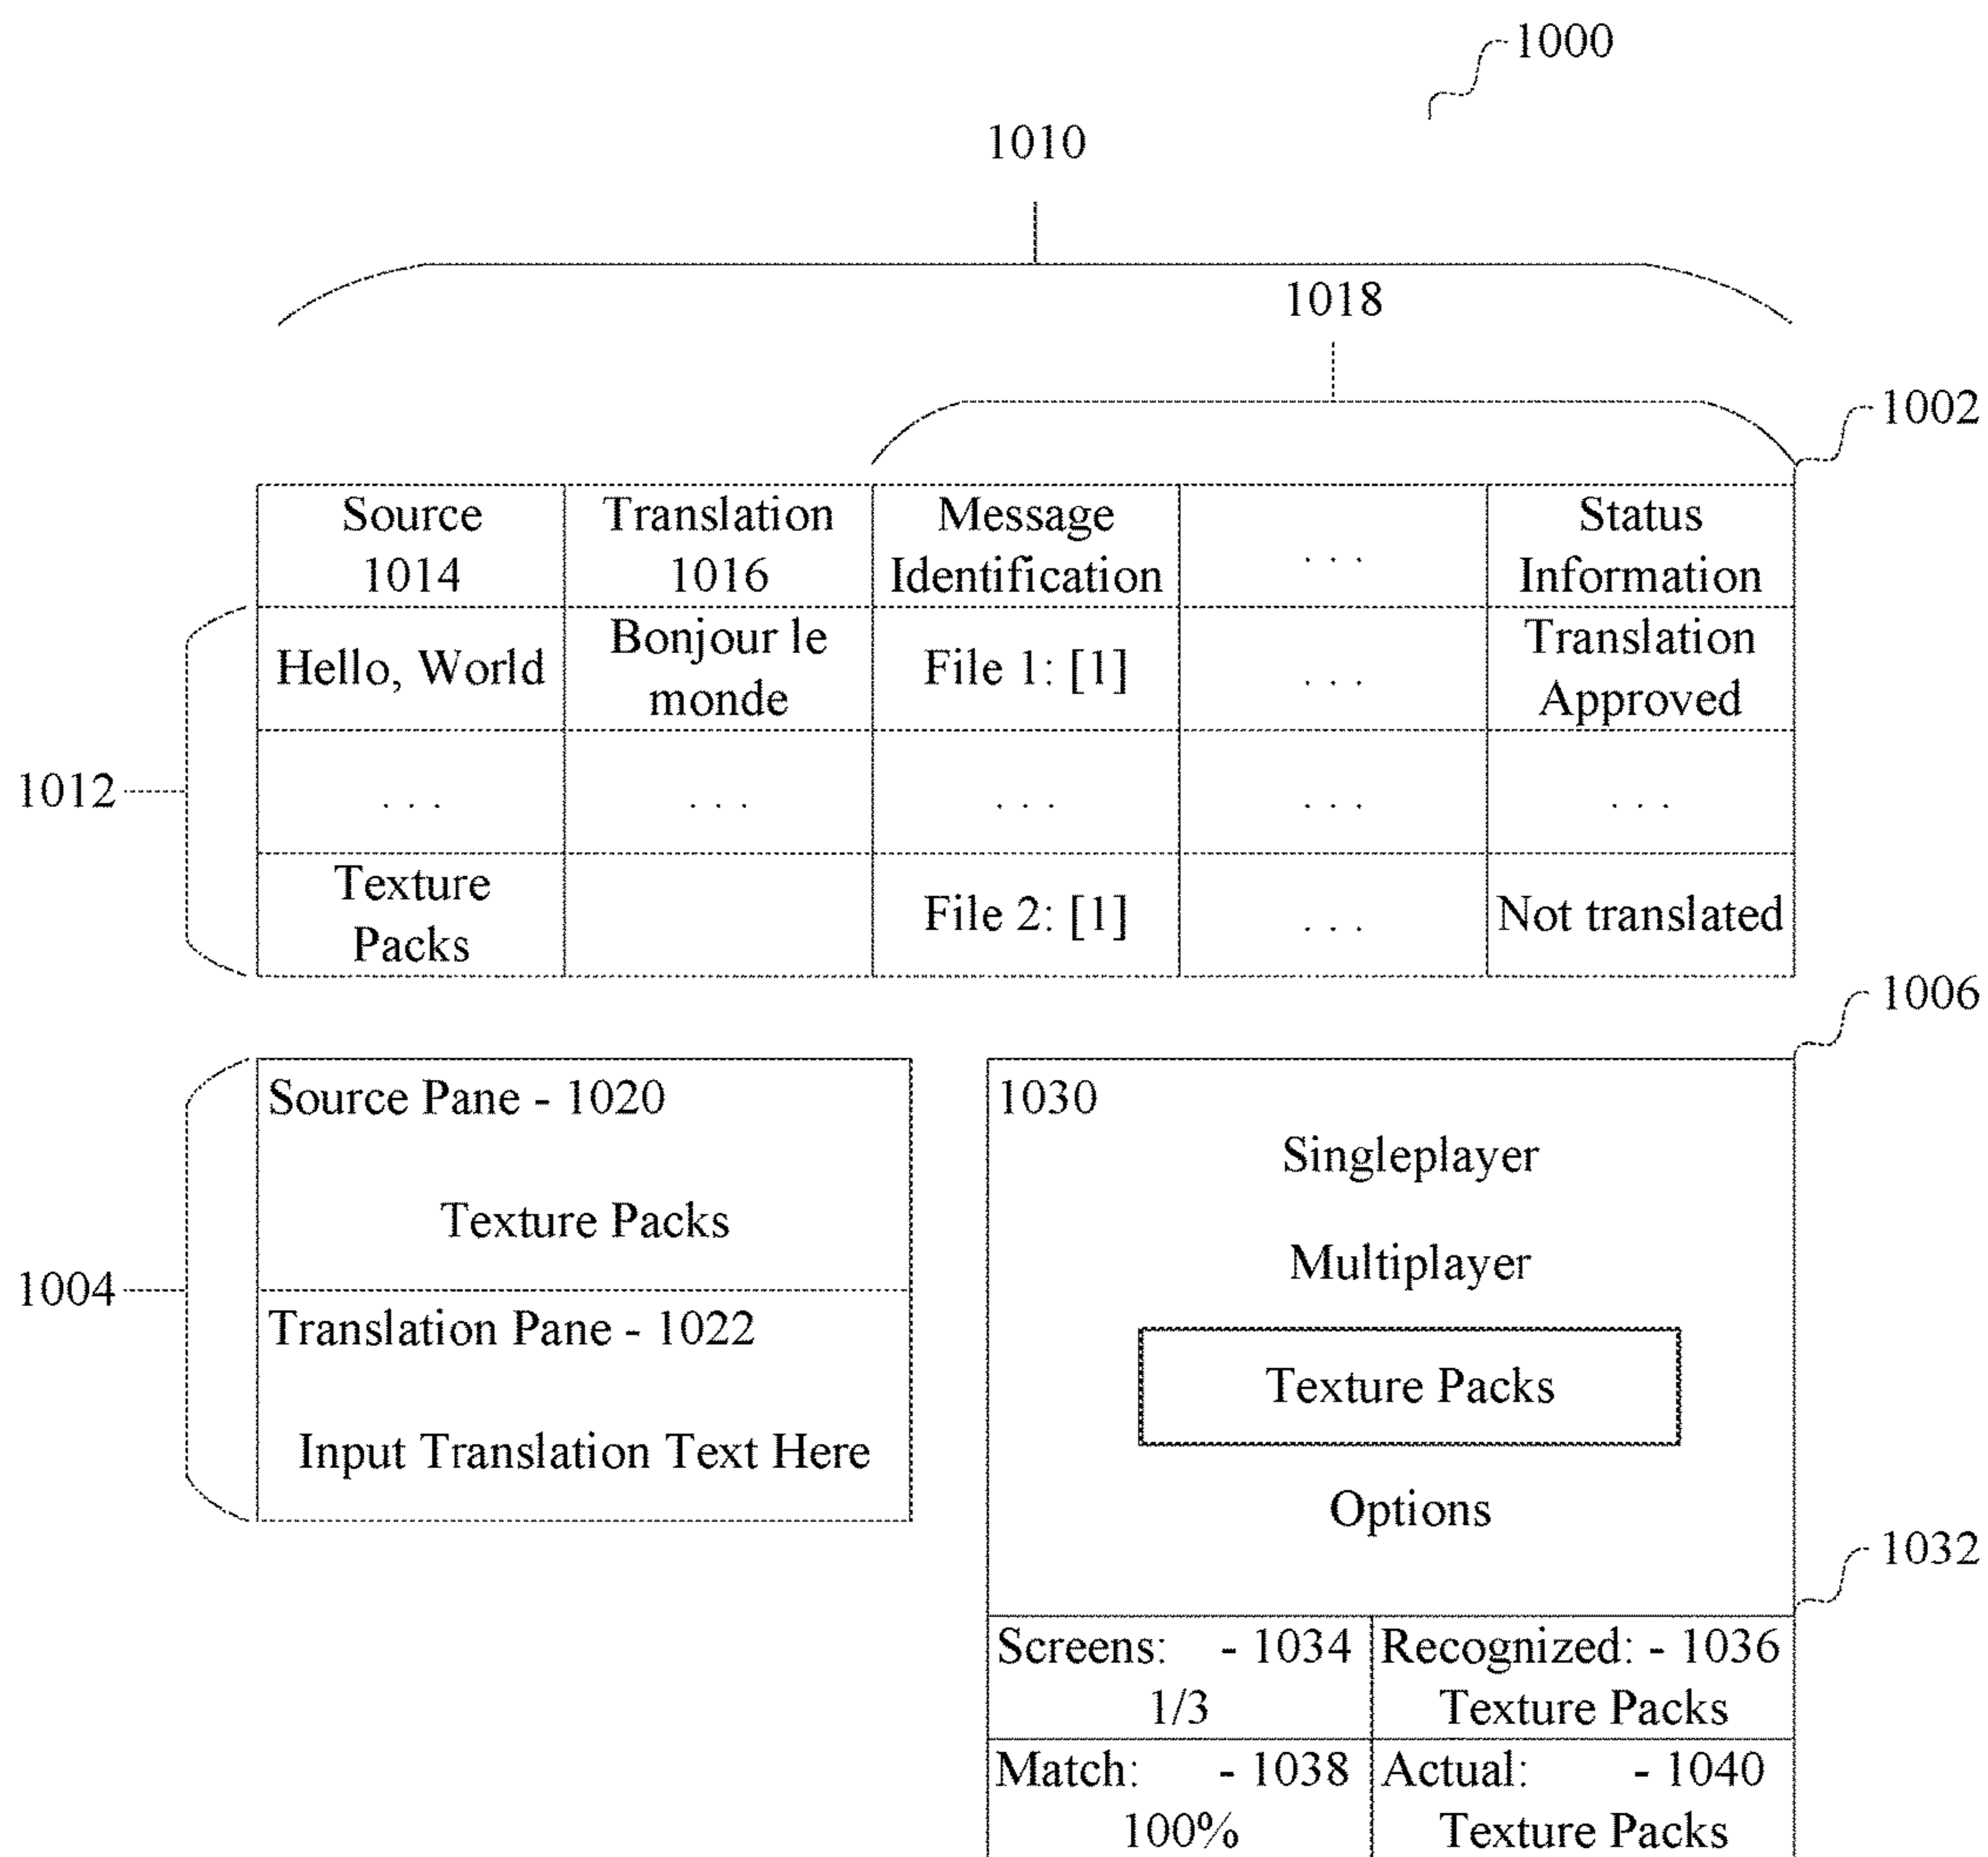 1000
1010
1018
1002
Source
1014
Translation
1016
Message
Identification
. . .
Status
Information
1012
Hello, World
Bonjour le
monde
File 1: [1]
. . .
Translation
Approved
. . .
. . .
. . .
. . .
. . .
Texture
Packs
File 2: [1]
. . .
Not translated
1006
1004
Source Pane - 1020
Texture Packs
Translation Pane - 1022
Input Translation Text Here
1030
Singleplayer
Multiplayer
Texture Packs
Options
1032
Screens: - 1034
1/3
Recognized: - 1036
Texture Packs
Match: - 1038
100%
Actual: - 1040
Texture Packs